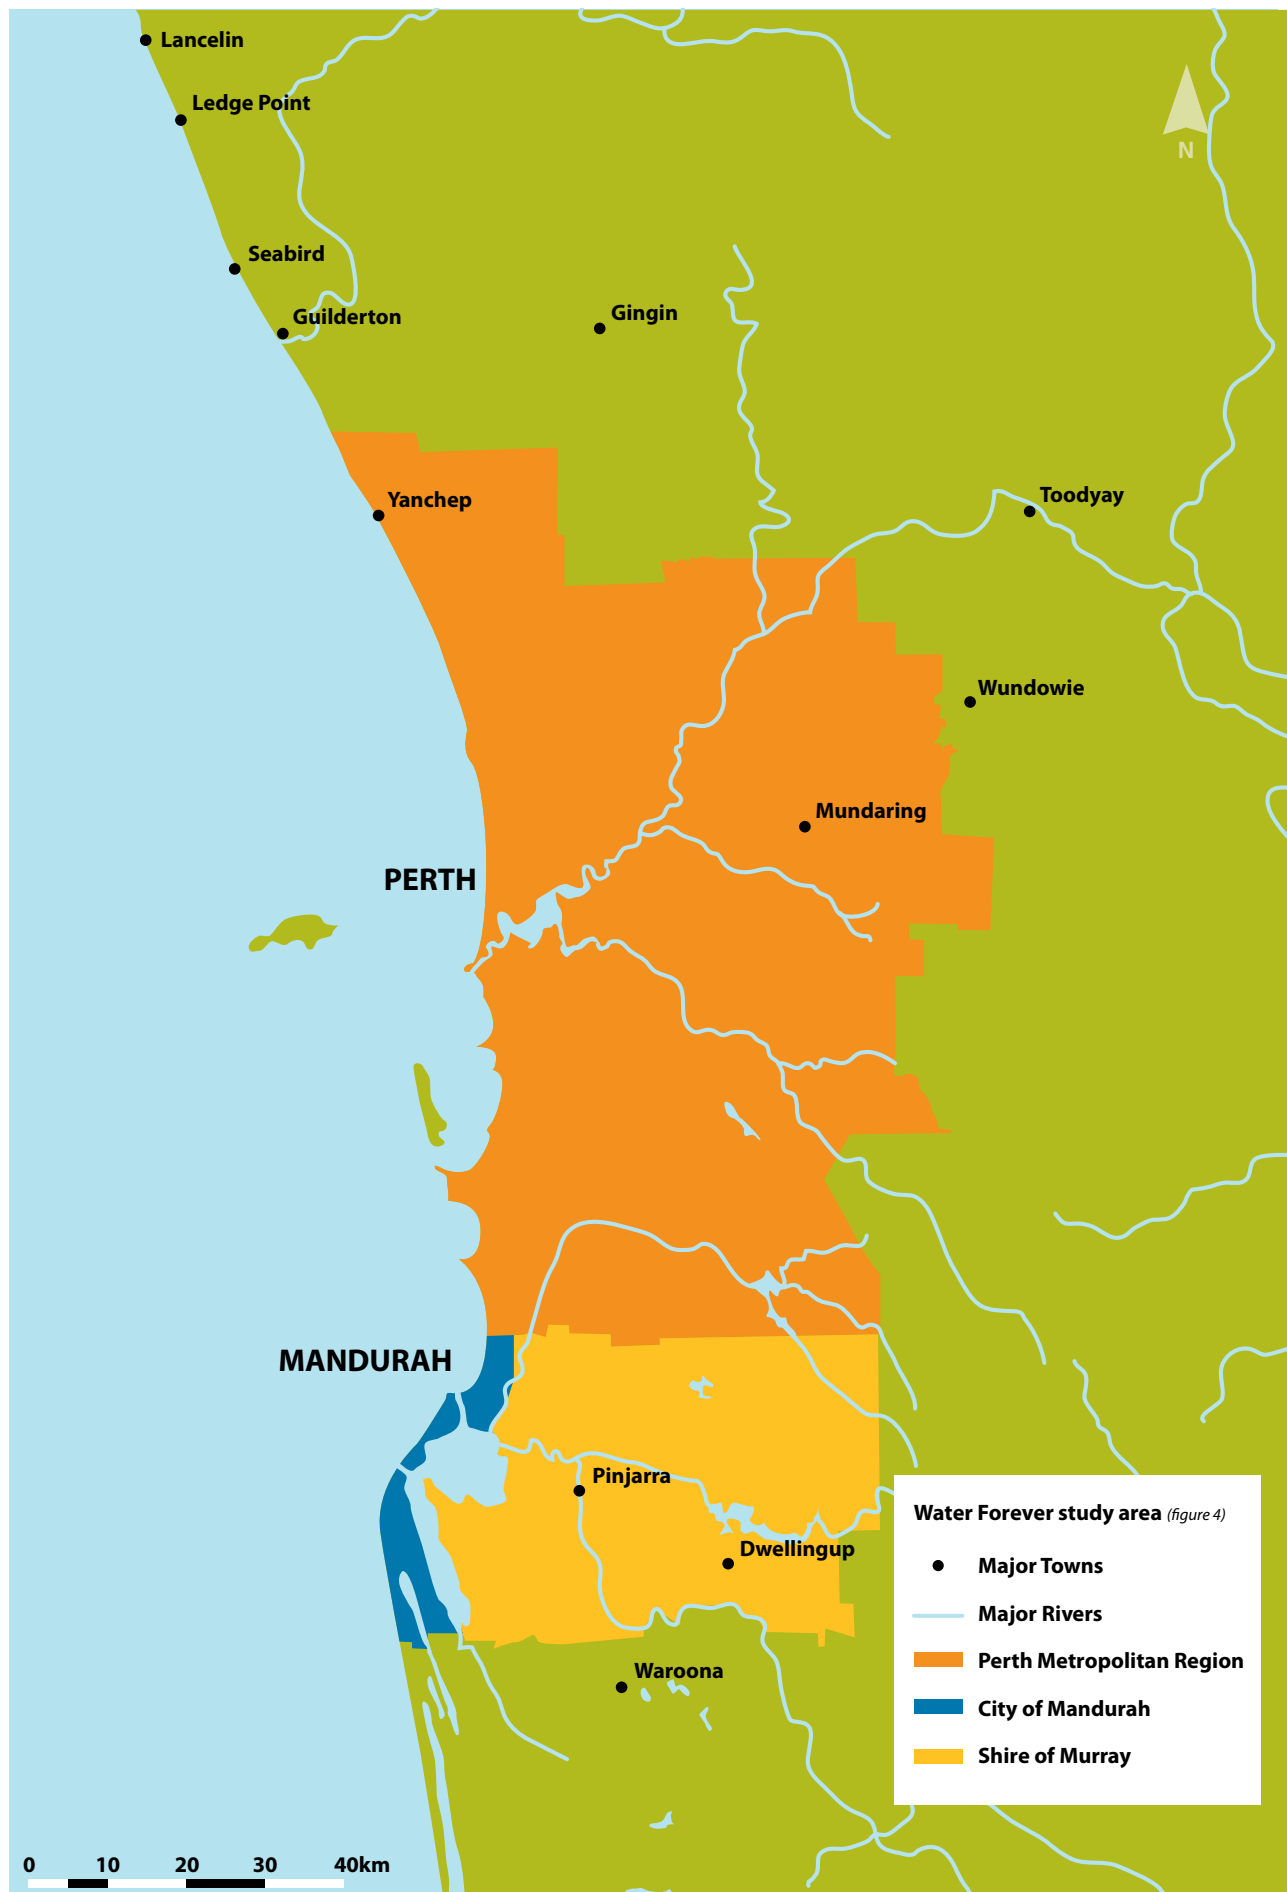 Lancelin
Ledge Point
N
Seabird
Guilderton
Gingin
Yanchep
Toodyay
Wundowie
Mundaring
PERTH
MANDURAH
Pinjarra
Water Forever study area (figure 4)
Dwellingup
Major Towns
Major Rivers
Perth Metropolitan Region
Waroona
City of Mandurah
Shire of Murray
0 10 20 30 40km